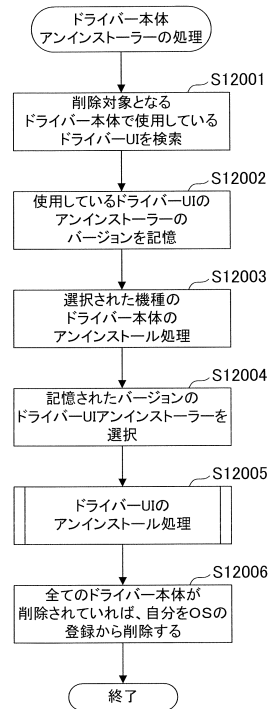 ドライバー本体
アンインストーラーの処理
S12001
削除対象となる
ドライバー本体で使用している
ドライバーUIを検索
S12002
使用しているドライバーUIの
アンインストーラーの
バージョンを記憶
S12003
選択された機種の
ドライバー本体の
アンインストール処理
S12004
記憶されたバージョンの
ドライバーUIアンインストーラーを
選択
S12005
ドライバーUIの
アンインストール処理
S12006
全てのドライバー本体が
削除されていれば、自分をOSの
登録から削除する
終了